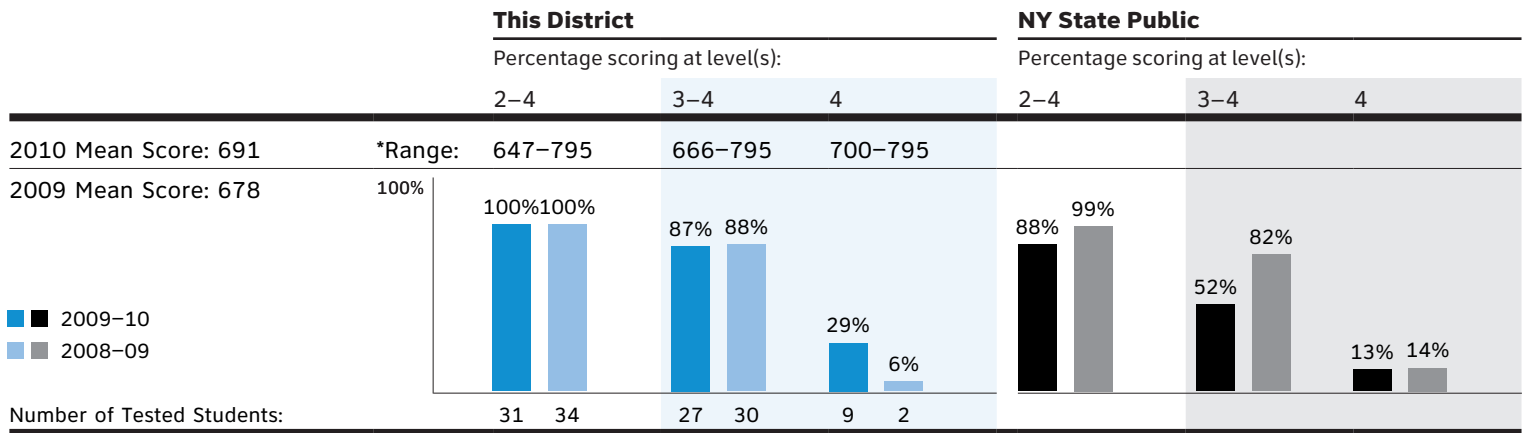 This District NY State Public
Percentage scoring at level(s): Percentage scoring at level(s):
2–4 3–4 4 2–4 3–4 4
2010 Mean Score: 691 *Range: 647–795 666–795 700–795
2009 Mean Score: 678 100%
100% 100% 87% 88% 29% 6% 88% 99% 52% 82% 13% 14%
2009–10
2008–09
Number of Tested Students: 31 34 27 30 9 2